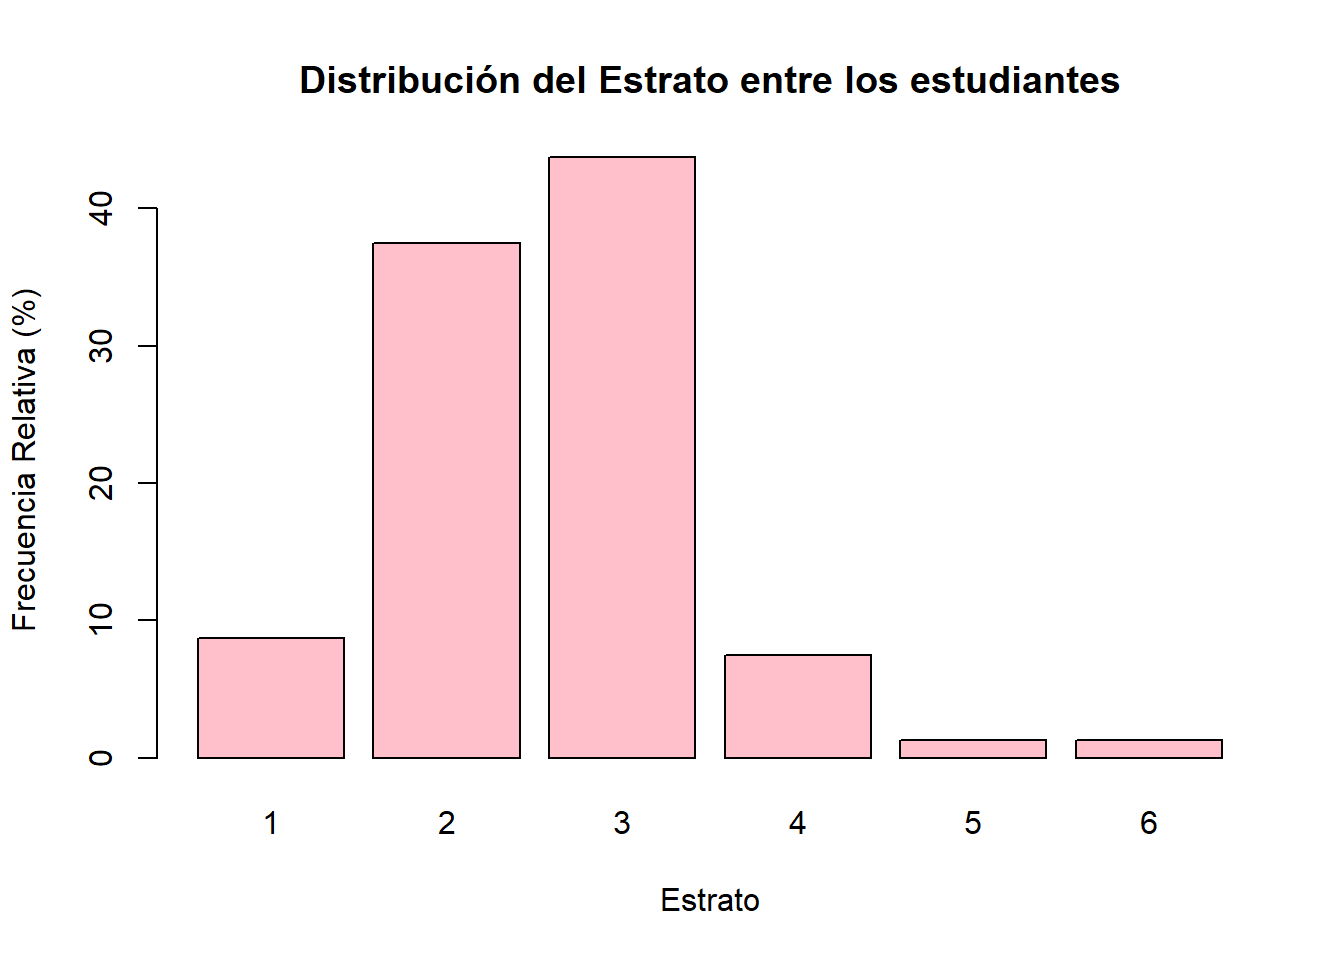 Distribución del Estrato entre los estudiantes
Frecuencia Relativa (%)
40
30
20
10
0
1 2 3 4 5 6
Estrato